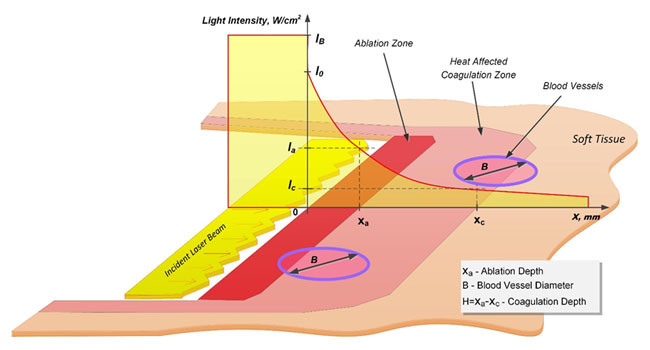 Light Intensity, W/cm²
I_B
I_0
I_a
I_c
0
x_a
x_c
X, mm
Ablation Zone
Heat Affected
Coagulation Zone
Blood Vessels
Soft Tissue
B
B
Incident Laser Beam
x_a - Ablation Depth
B - Blood Vessel Diameter
H=x_a-x_c - Coagulation Depth